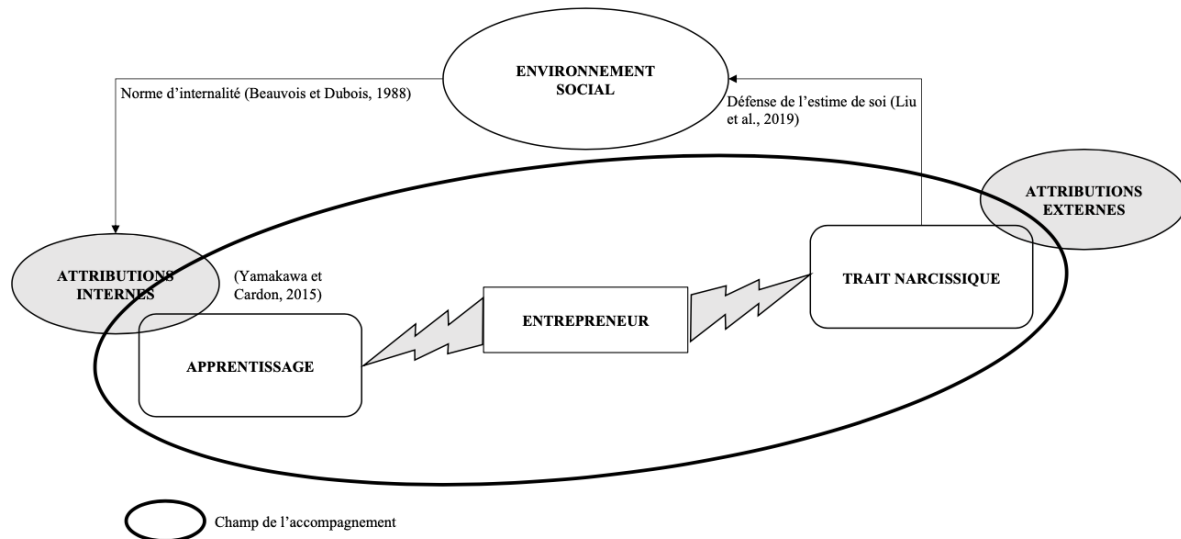 ENVIRONNEMENT
SOCIAL
Norme d'internalité (Beauvois et Dubois, 1988)
Défense de l'estime de soi (Liu
et al., 2019)
ATTRIBUTIONS
EXTERNES
ATTRIBUTIONS
INTERNES
(Yamakawa et
Cardon, 2015)
TRAIT NARCISSIQUE
ENTREPRENEUR
APPRENTISSAGE
Champ de l'accompagnement